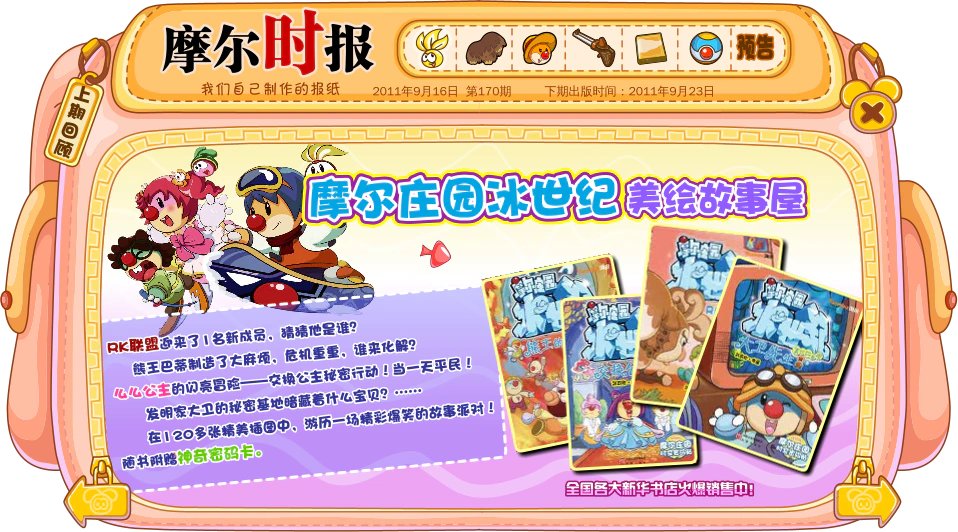 摩尔时报
预告
我们自己制作的报纸
2011年9月16日 第170期
下期出版时间：2011年9月23日
上期回顾
摩尔庄园冰世纪 美绘故事屋
RK联盟迎来了1名新成员，猜猜他是谁？
熊王巴蒂制造了大麻烦，危机重重，谁来化解？
么么公主的闪亮冒险——交换公主秘密行动！当一天平民！
发明家大卫的秘密基地暗藏着什么宝贝？……
在120多张精美插图中，游历一场精彩爆笑的故事派对！
随书附赠神奇密码卡。
摩尔庄园
摩尔庄园
全国各大新华书店火爆销售中！